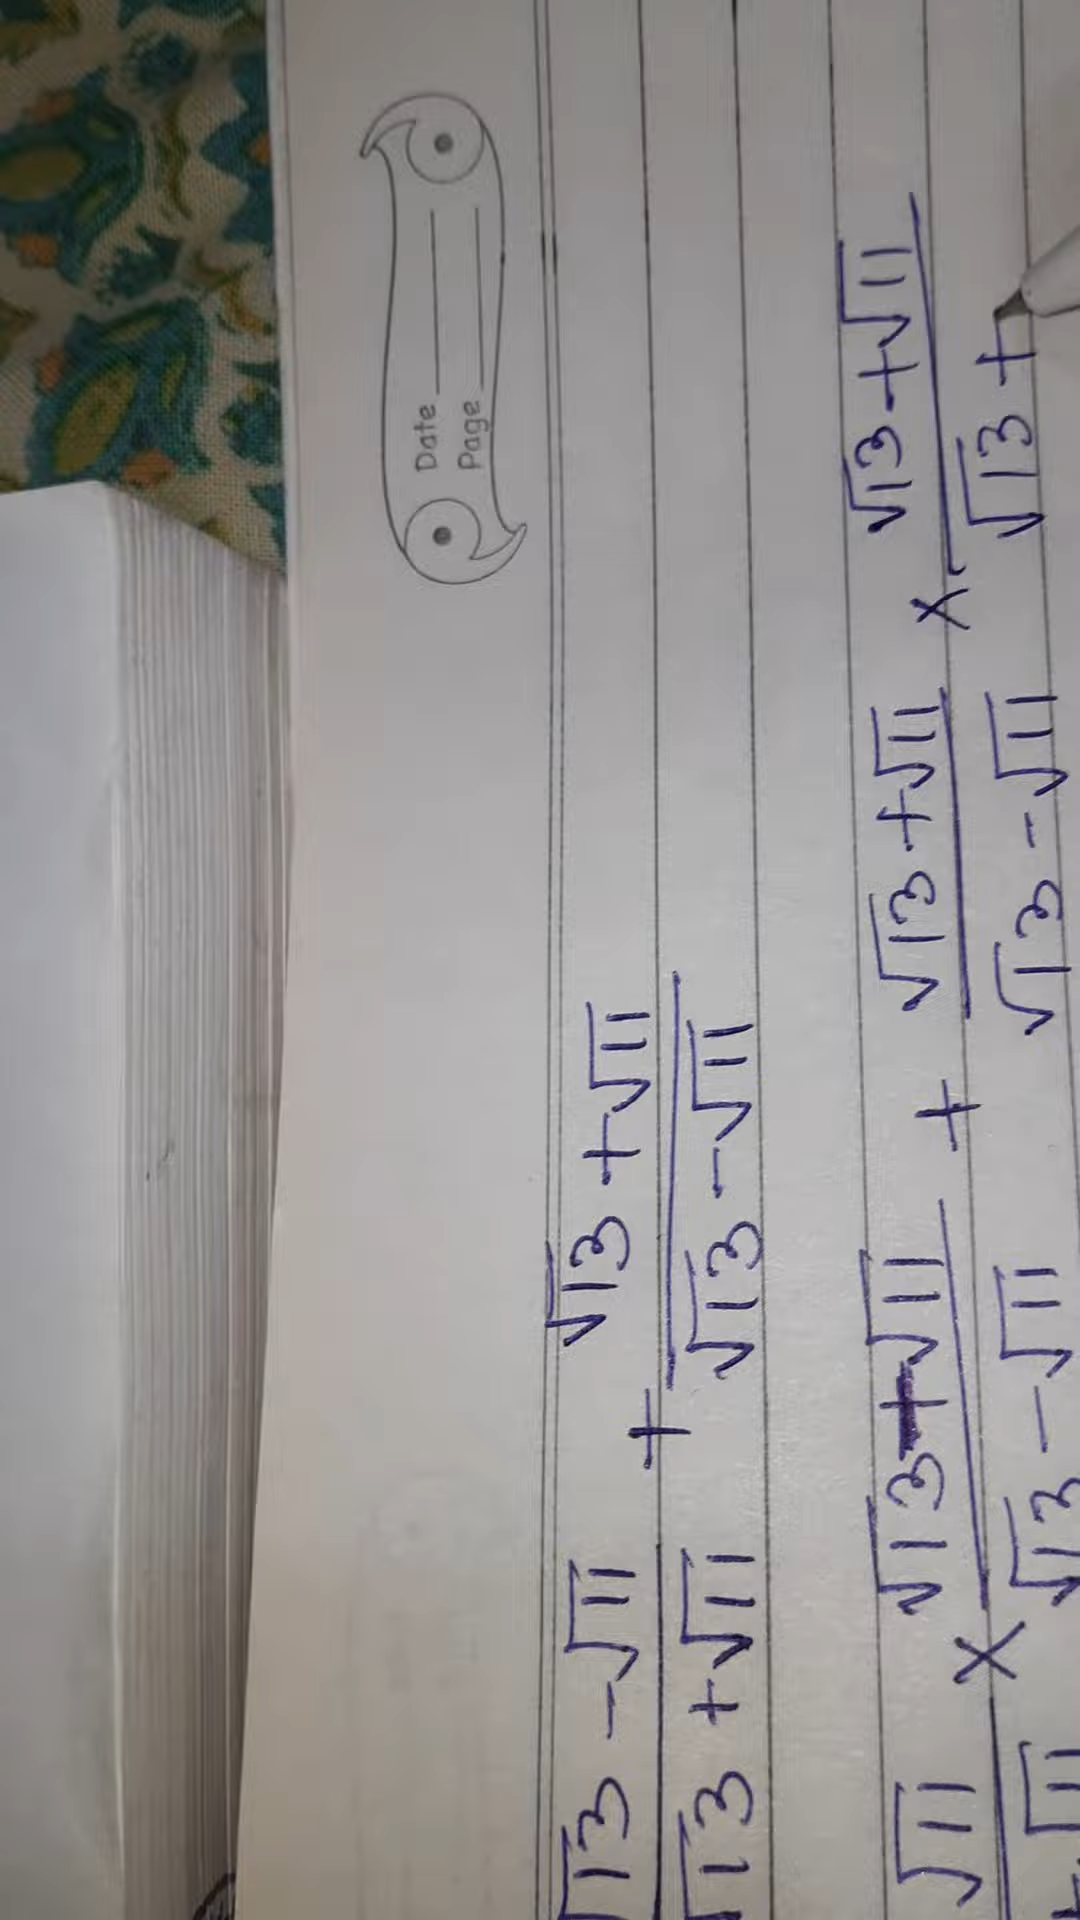 Date
Page
√13 - √11 + √13 + √11
√13 + √11 √13 - √11
√11 × √13 + √11 + √13 + √11 × √13 + √11
+ √11 √13 - √11 √13 - √11 √13 +